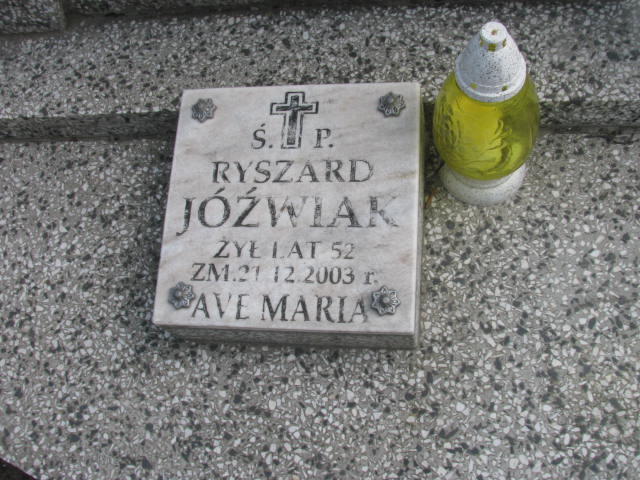 Ś. P.
RYSZARD
JÓŹWIAK
ŻYŁ LAT 52
ZM.21.12.2003 r.
AVE MARIA